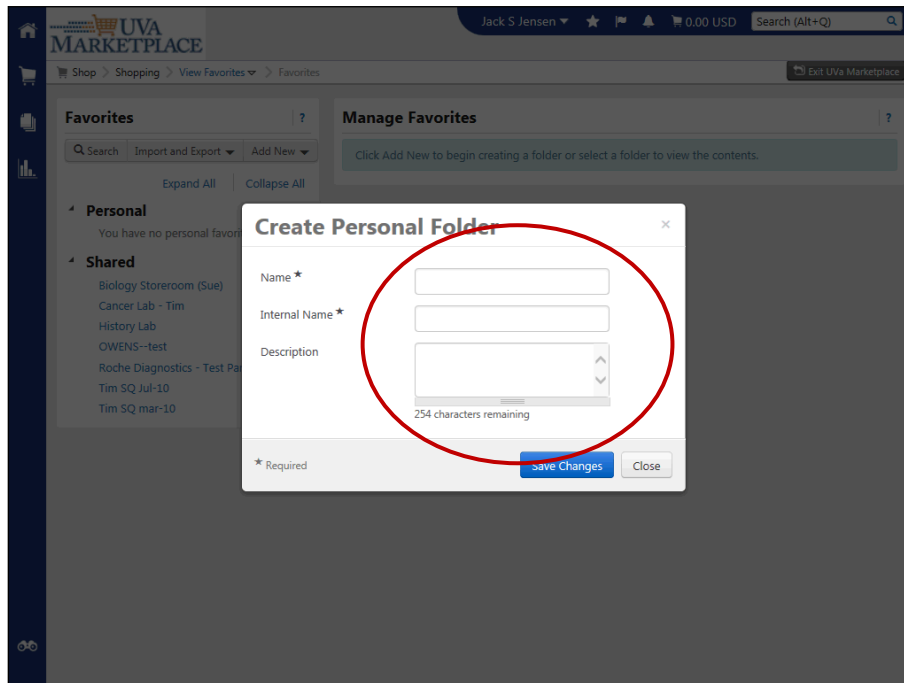 UVA
MARKETPLACE
Jack S Jensen
0.00 USD
Search (Alt+Q)
Shop > Shopping > View Favorites > Favorites
Exit UVa Marketplace
Favorites ?
Search Import and Export Add New
Expand All Collapse All
Personal
You have no personal favorit
Shared
Biology Storeroom (Sue)
Cancer Lab - Tim
History Lab
OWENS--test
Roche Diagnostics - Test Pa
Tim SQ Jul-10
Tim SQ mar-10
Manage Favorites ?
Click Add New to begin creating a folder or select a folder to view the contents.
Create Personal Folder ×
Name ★
Internal Name ★
Description
254 characters remaining
★ Required
Save Changes Close